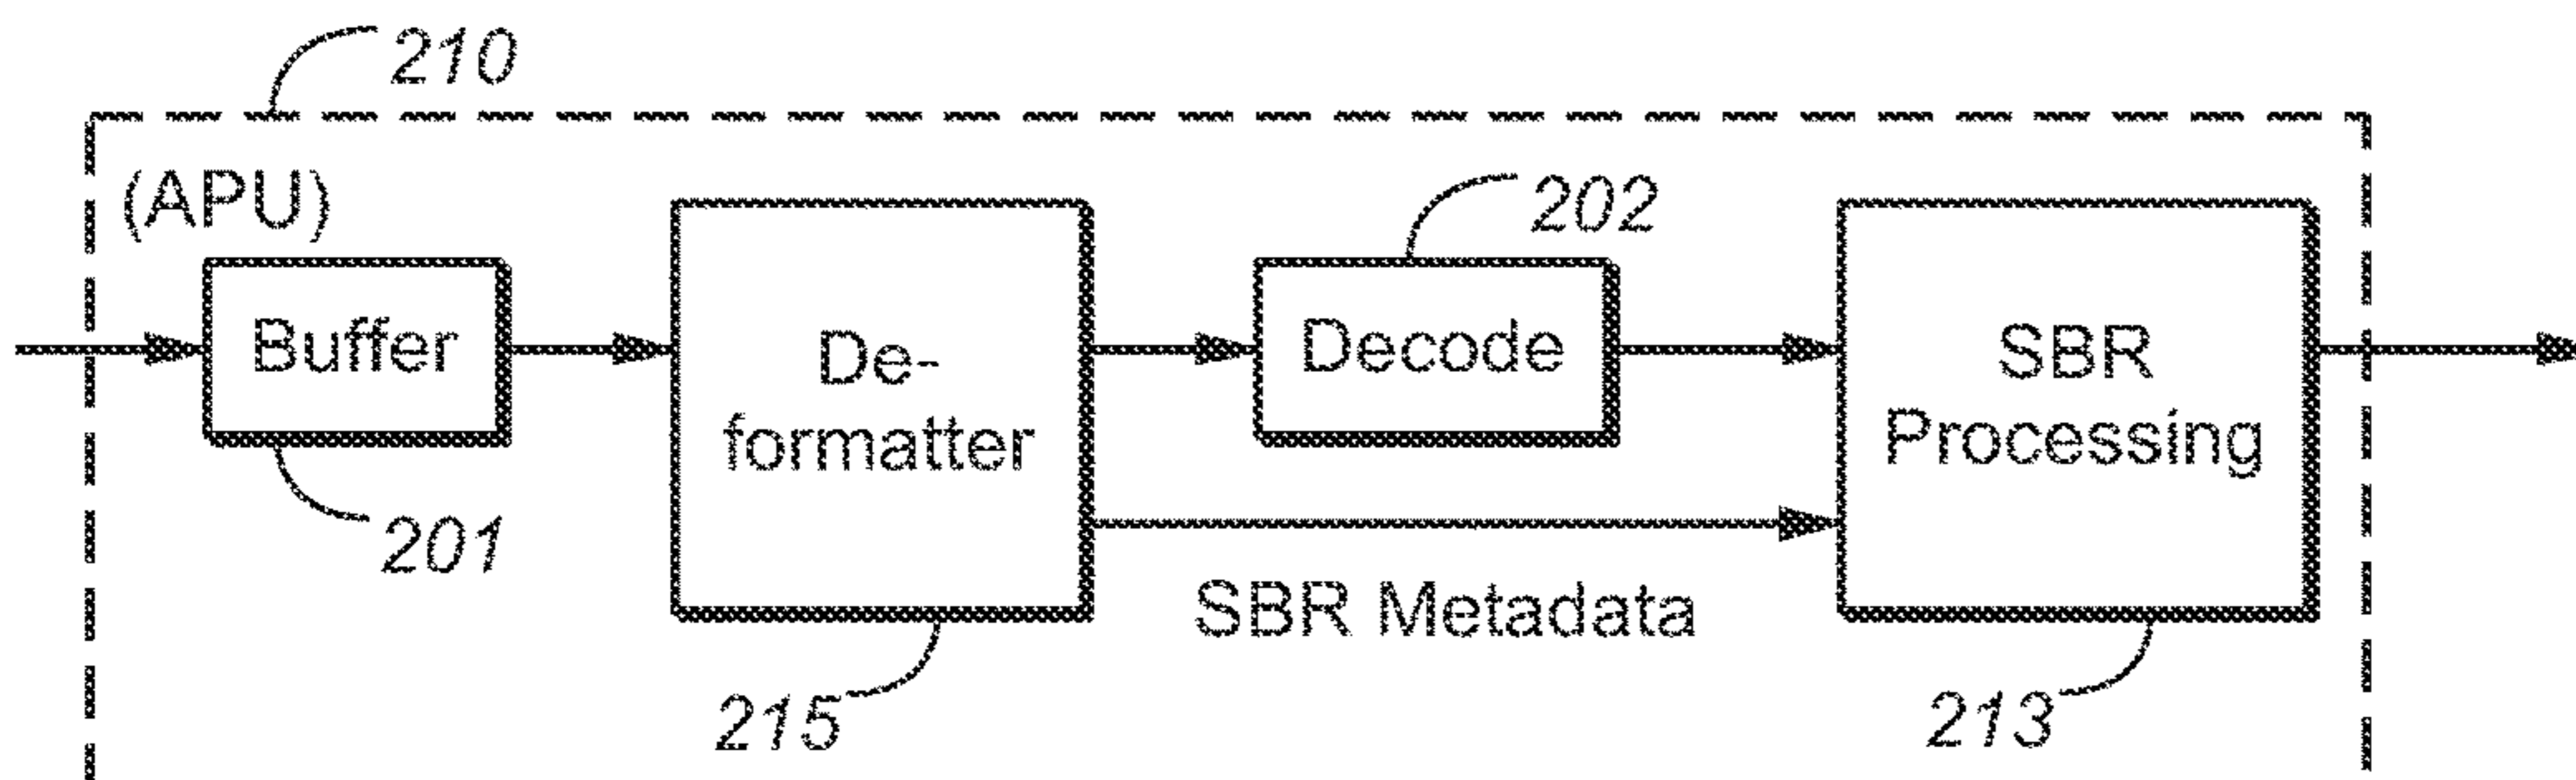 210
(APU)
202
Buffer
De-
formatter
Decode
SBR
Processing
201
SBR Metadata
215
213